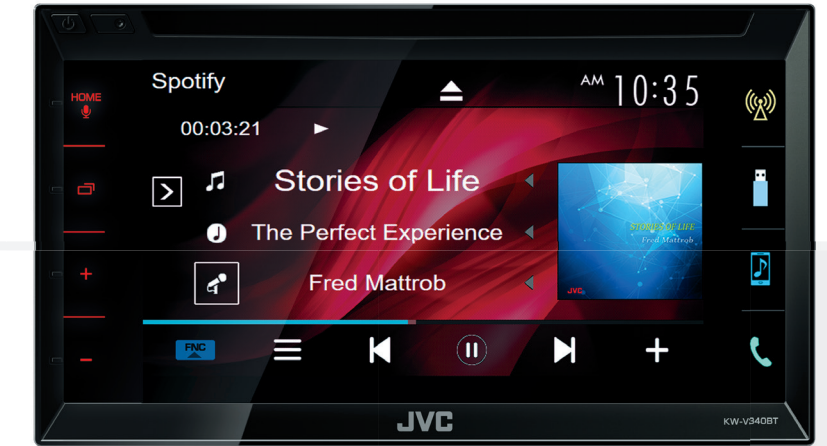 HOME
Spotify
AM 10:35
00:03:21
Stories of Life
The Perfect Experience
Fred Mattrob
STORIES OF LIFE
Fred Mattrob
JVC
FNC
JVC
KW-V340BT